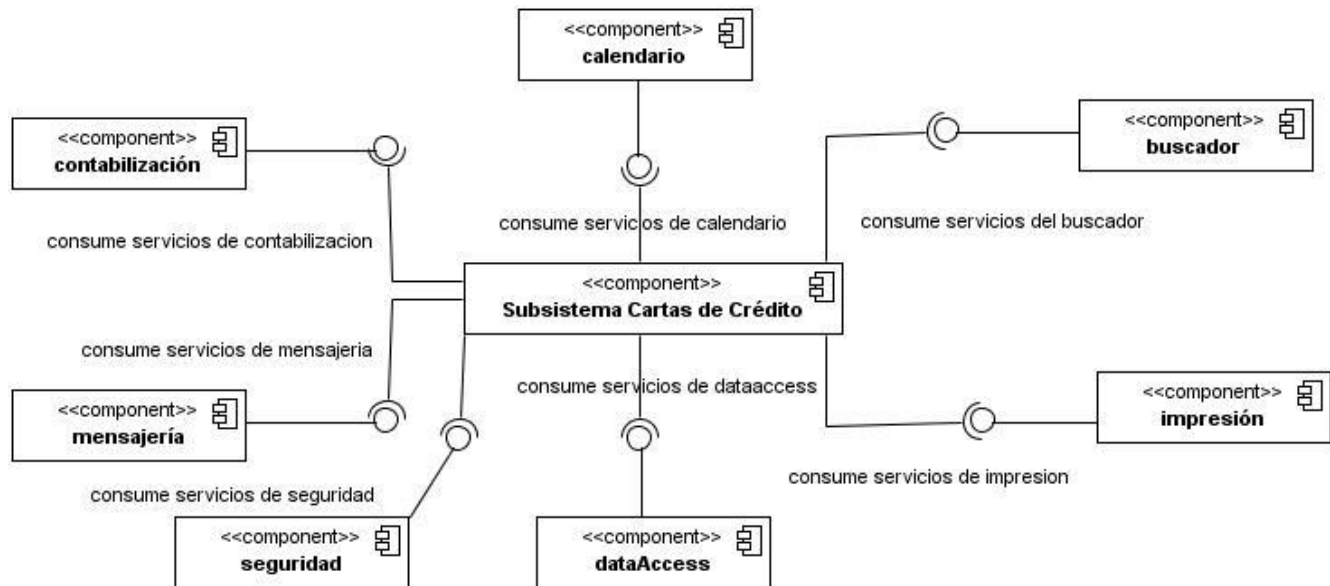 <<component>>
calendario
<<component>>
contabilización
<<component>>
buscador
consume servicios de calendario
consume servicios del buscador
consume servicios de contabilizacion
<<component>>
Subsistema Cartas de Crédito
consume servicios de mensajeria
consume servicios de dataaccess
<<component>>
mensajería
<<component>>
impresión
consume servicios de impresion
consume servicios de seguridad
<<component>>
seguridad
<<component>>
dataAccess